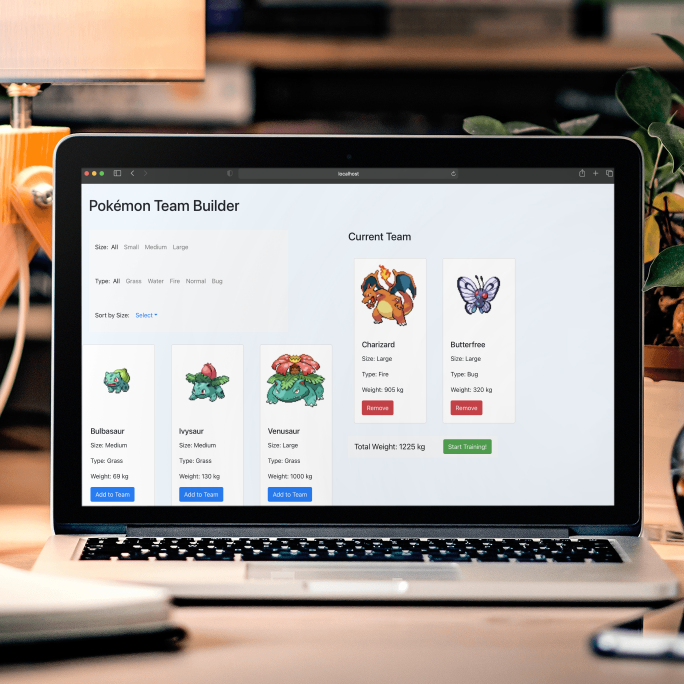 localhost
Pokémon Team Builder
Size: All Small Medium Large
Type: All Grass Water Fire Normal Bug
Sort by Size: Select
Bulbasaur
Size: Medium
Type: Grass
Weight: 69 kg
Add to Team
Ivysaur
Size: Medium
Type: Grass
Weight: 130 kg
Add to Team
Venusaur
Size: Large
Type: Grass
Weight: 1000 kg
Add to Team
Current Team
Charizard
Size: Large
Type: Fire
Weight: 905 kg
Remove
Butterfree
Size: Large
Type: Bug
Weight: 320 kg
Remove
Total Weight: 1225 kg
Start Training!